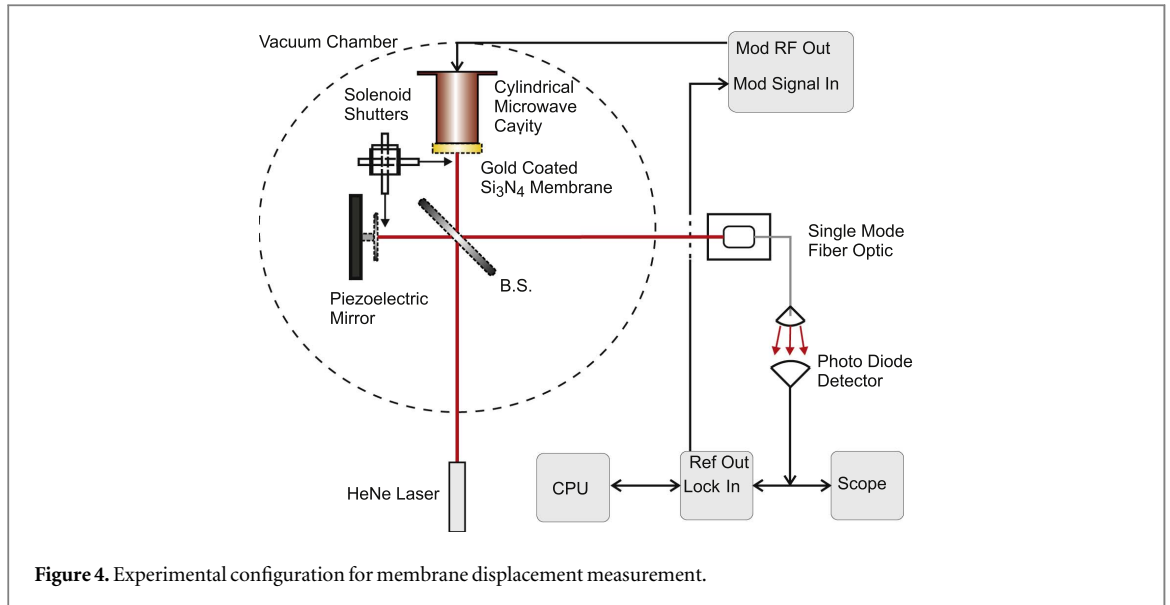 Vacuum Chamber
Mod RF Out
Mod Signal In
Solenoid
Shutters
Cylindrical
Microwave
Cavity
Gold Coated
Si3N4 Membrane
Single Mode
Fiber Optic
B.S.
Piezoelectric
Mirror
Photo Diode
Detector
HeNe Laser
CPU
Ref Out
Lock In
Scope
Figure 4. Experimental configuration for membrane displacement measurement.